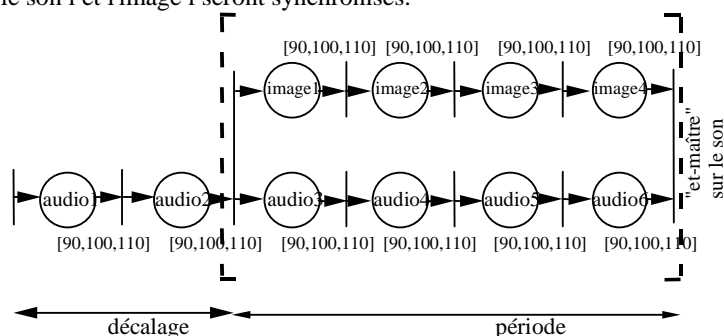 le son i et l'image i seront synchronisés.
[90,100,110] [90,100,110] [90,100,110] [90,100,110]
image1 image2 image3 image4
"et-maître"
sur le son
audio1 audio2 audio3 audio4 audio5 audio6
[90,100,110] [90,100,110] [90,100,110] [90,100,110] [90,100,110] [90,100,110]
décalage période